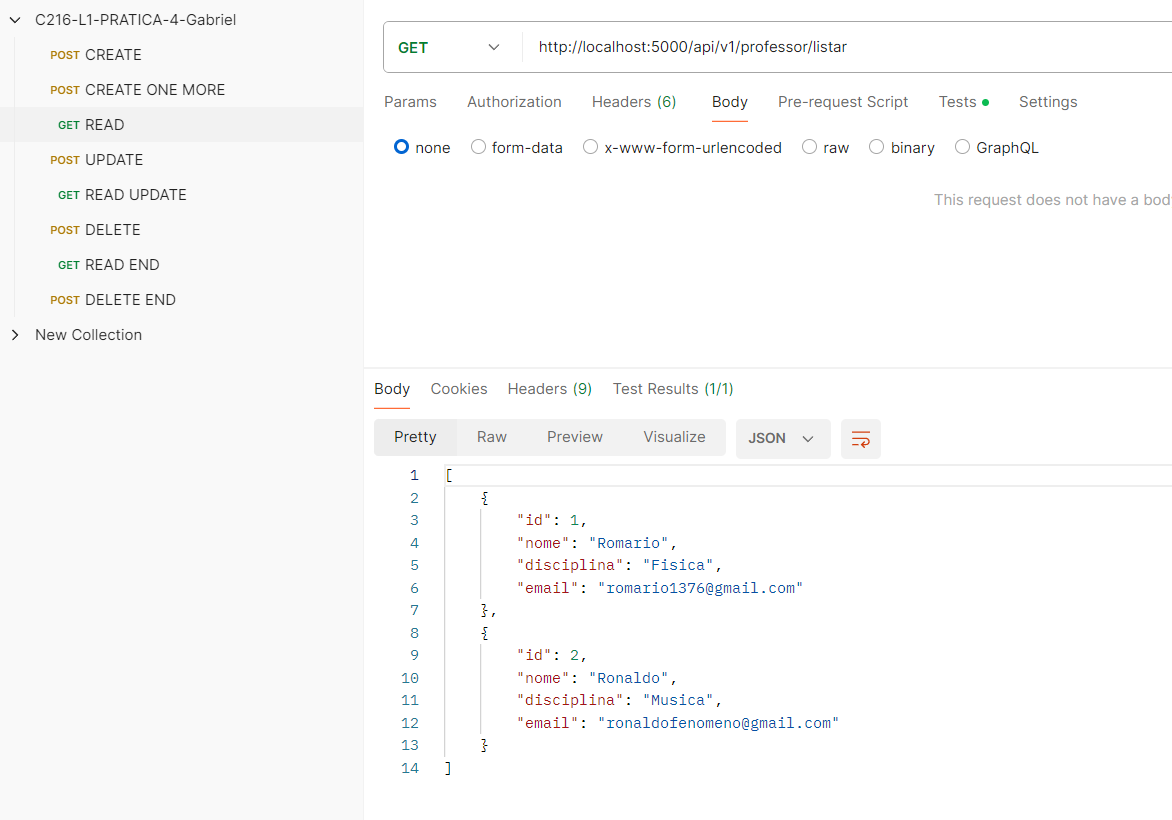 C216-L1-PRATICA-4-Gabriel
POST CREATE
POST CREATE ONE MORE
GET READ
POST UPDATE
GET READ UPDATE
POST DELETE
GET READ END
POST DELETE END
New Collection
GET http://localhost:5000/api/v1/professor/listar
Params Authorization Headers (6) Body Pre-request Script Tests Settings
none form-data x-www-form-urlencoded raw binary GraphQL
This request does not have a bod
Body Cookies Headers (9) Test Results (1/1)
Pretty Raw Preview Visualize JSON
1 [
2 {
3 "id": 1,
4 "nome": "Romario",
5 "disciplina": "Fisica",
6 "email": "romario1376@gmail.com"
7 },
8 {
9 "id": 2,
10 "nome": "Ronaldo",
11 "disciplina": "Musica",
12 "email": "ronaldofenomeno@gmail.com"
13 }
14 ]